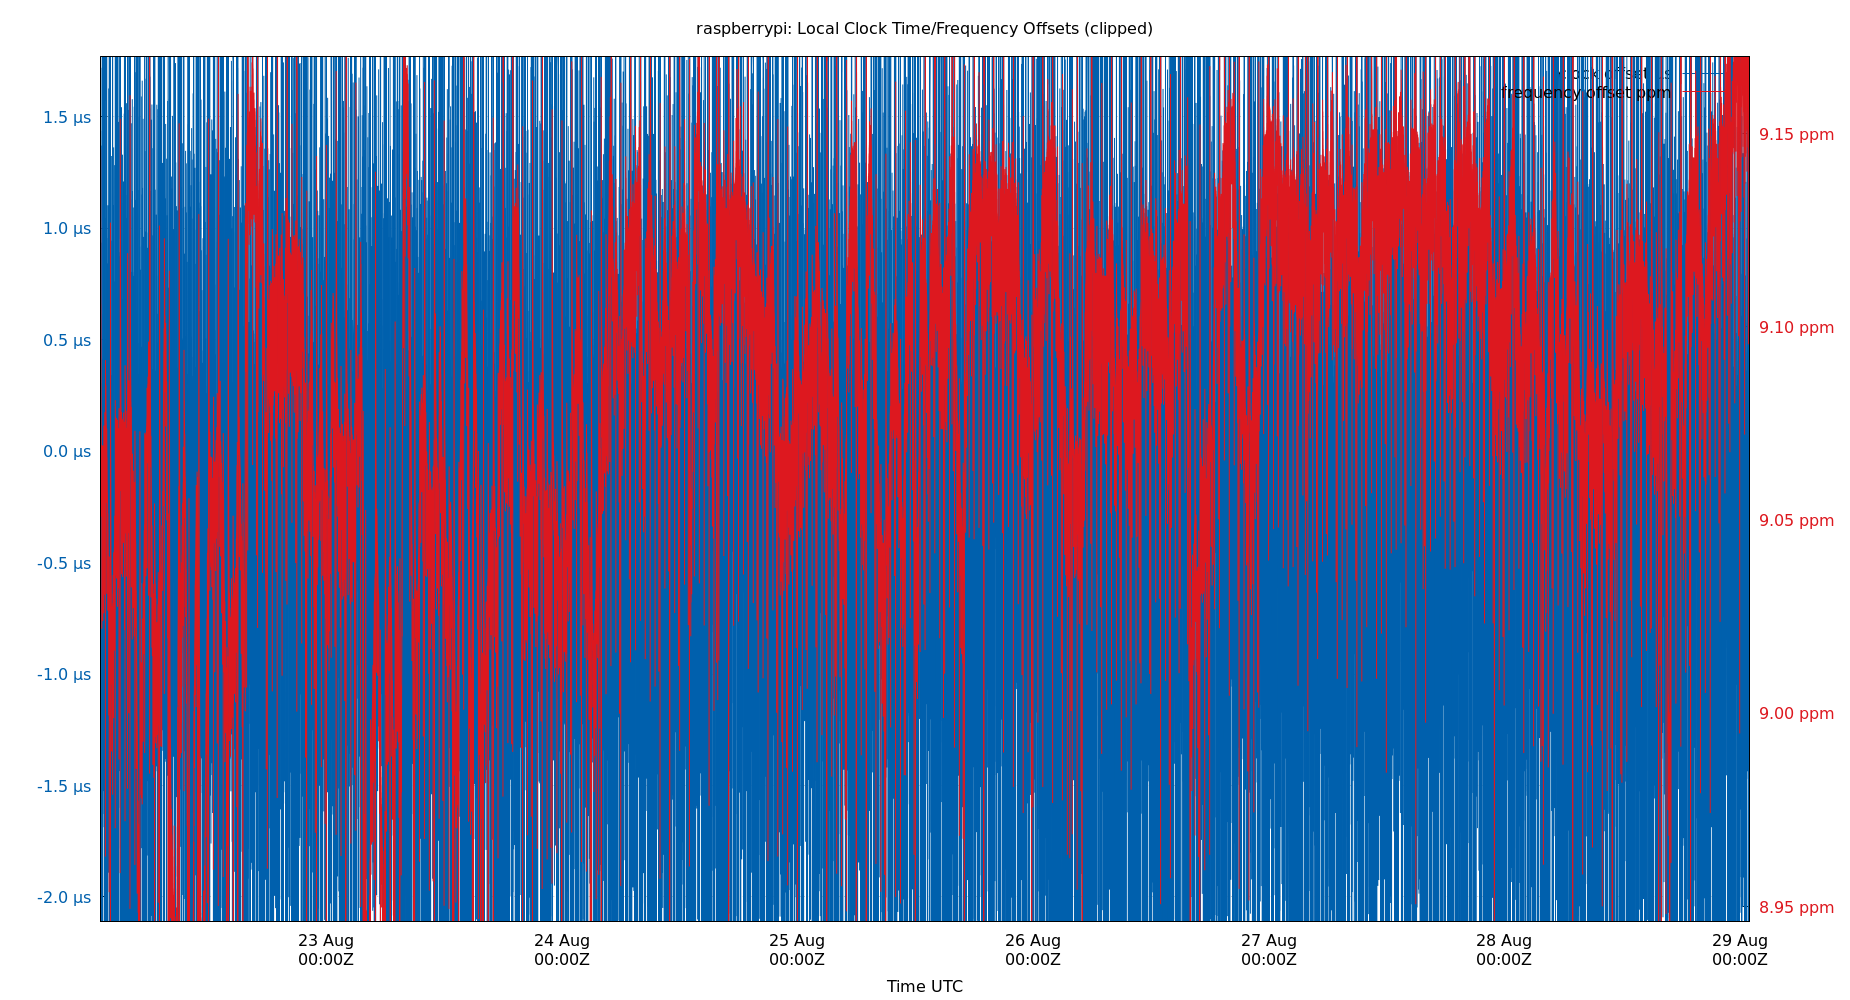 raspberrypi: Local Clock Time/Frequency Offsets (clipped)
clock offset
frequency offset ppm
1.5 µs
1.0 µs
0.5 µs
0.0 µs
-0.5 µs
-1.0 µs
-1.5 µs
-2.0 µs
9.15 ppm
9.10 ppm
9.05 ppm
9.00 ppm
8.95 ppm
23 Aug
00:00Z
24 Aug
00:00Z
25 Aug
00:00Z
26 Aug
00:00Z
27 Aug
00:00Z
28 Aug
00:00Z
29 Aug
00:00Z
Time UTC